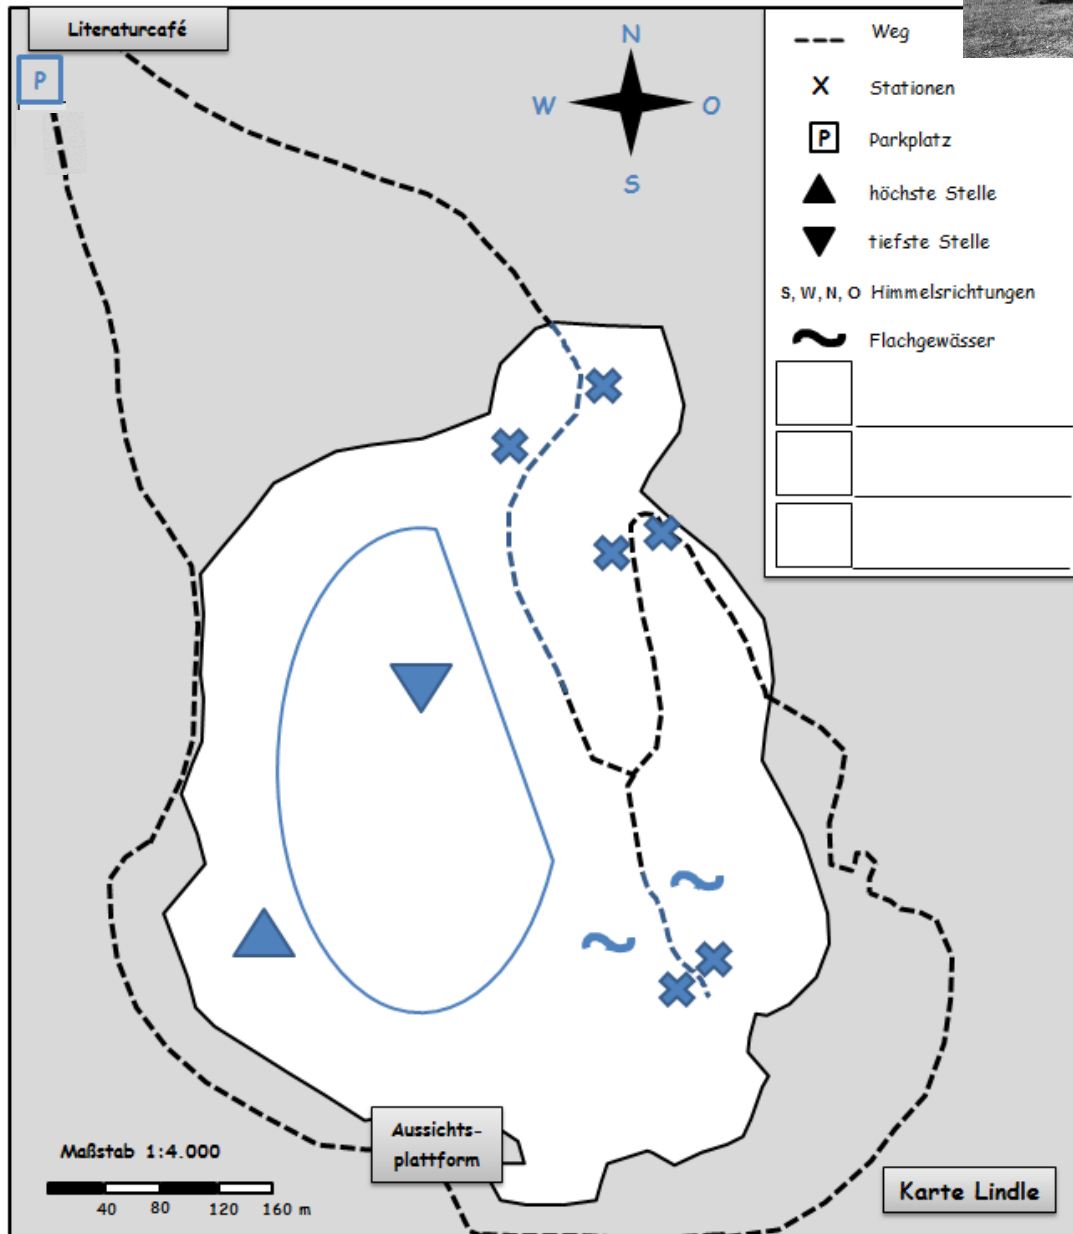 Literaturcafé
P
N
W
O
S
Weg
X Stationen
P Parkplatz
höchste Stelle
tiefste Stelle
S, W, N, O Himmelsrichtungen
Flachgewässer
Aussichts-
plattform
Maßstab 1:4.000
40 80 120 160 m
Karte Lindle